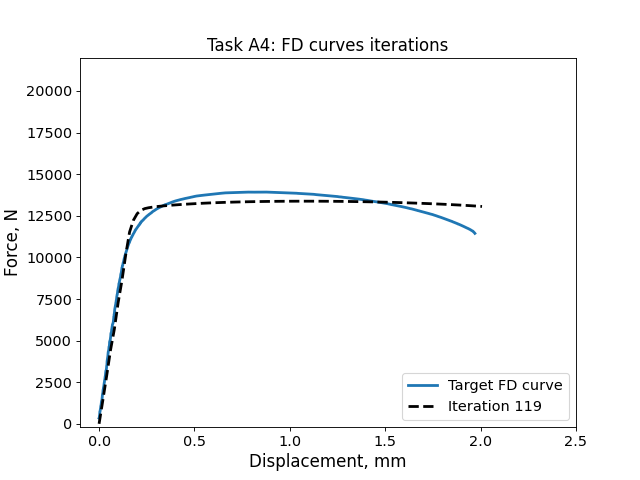 Task A4: FD curves iterations
Force, N
20000
17500
15000
12500
10000
7500
5000
2500
0
0.0 0.5 1.0 1.5 2.0 2.5
Displacement, mm
Target FD curve
Iteration 119